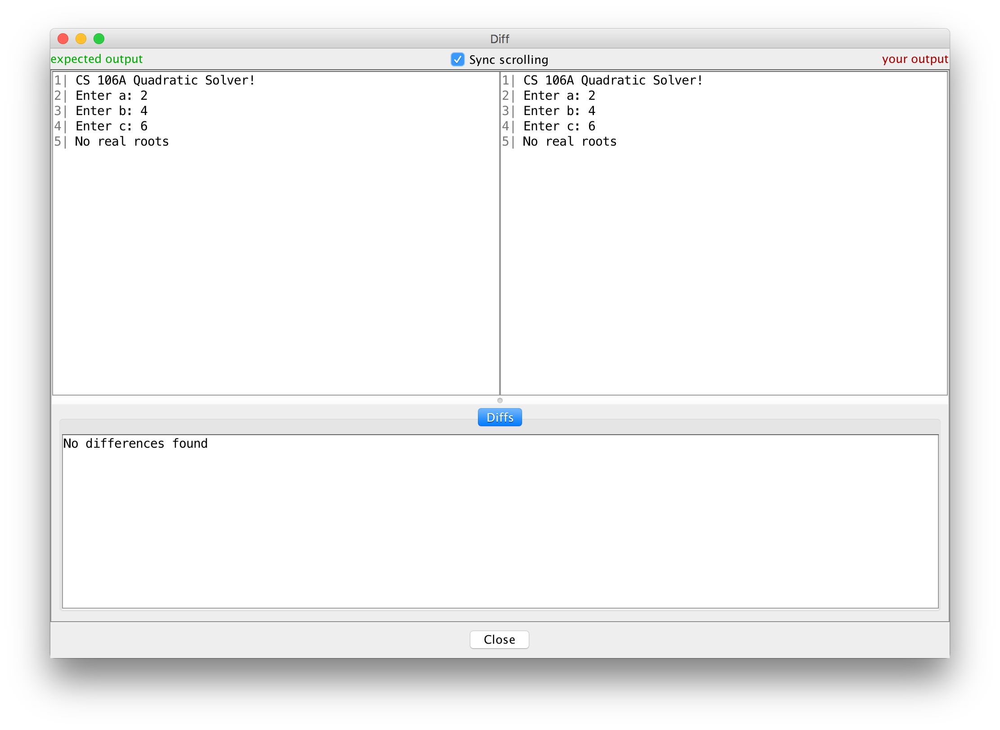 Diff
expected output
Sync scrolling
your output
1| CS 106A Quadratic Solver!
2| Enter a: 2
3| Enter b: 4
4| Enter c: 6
5| No real roots
1| CS 106A Quadratic Solver!
2| Enter a: 2
3| Enter b: 4
4| Enter c: 6
5| No real roots
Diffs
No differences found
Close